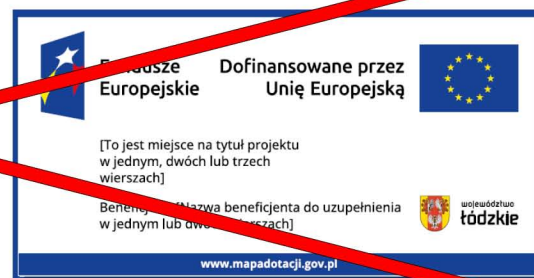 Fundusze
Europejskie
Dofinansowane przez
Unię Europejską
[To jest miejsce na tytuł projektu
w jednym, dwóch lub trzech
wierszach]
[Nazwa beneficjenta do uzupełnienia
w jednym lub dwóch wierszach]
województwo
łódzkie
www.mapadotacji.gov.pl